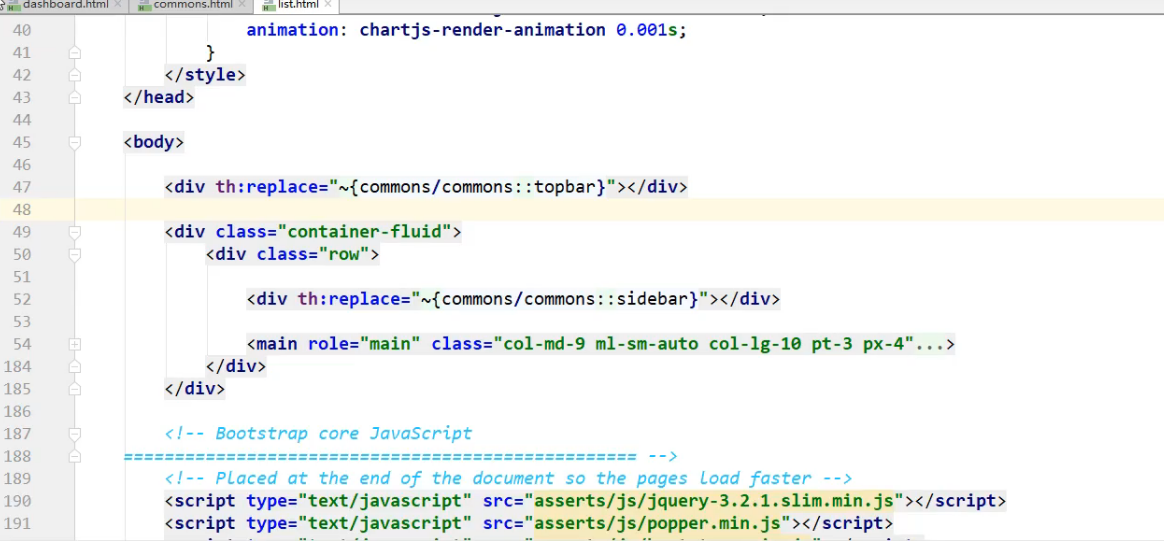 dashboard.html commons.html list.html
40 animation: chartjs-render-animation 0.001s;
41 }
42 </style>
43 </head>
44
45 <body>
46
47 <div th:replace="~{commons/commons::topbar}"></div>
48
49 <div class="container-fluid">
50 <div class="row">
51
52 <div th:replace="~{commons/commons::sidebar}"></div>
53
54 <main role="main" class="col-md-9 ml-sm-auto col-lg-10 pt-3 px-4"...>
184 </div>
185 </div>
186
187 <!-- Bootstrap core JavaScript
188 ================================================== -->
189 <!-- Placed at the end of the document so the pages load faster -->
190 <script type="text/javascript" src="asserts/js/jquery-3.2.1.slim.min.js"></script>
191 <script type="text/javascript" src="asserts/js/popper.min.js"></script>